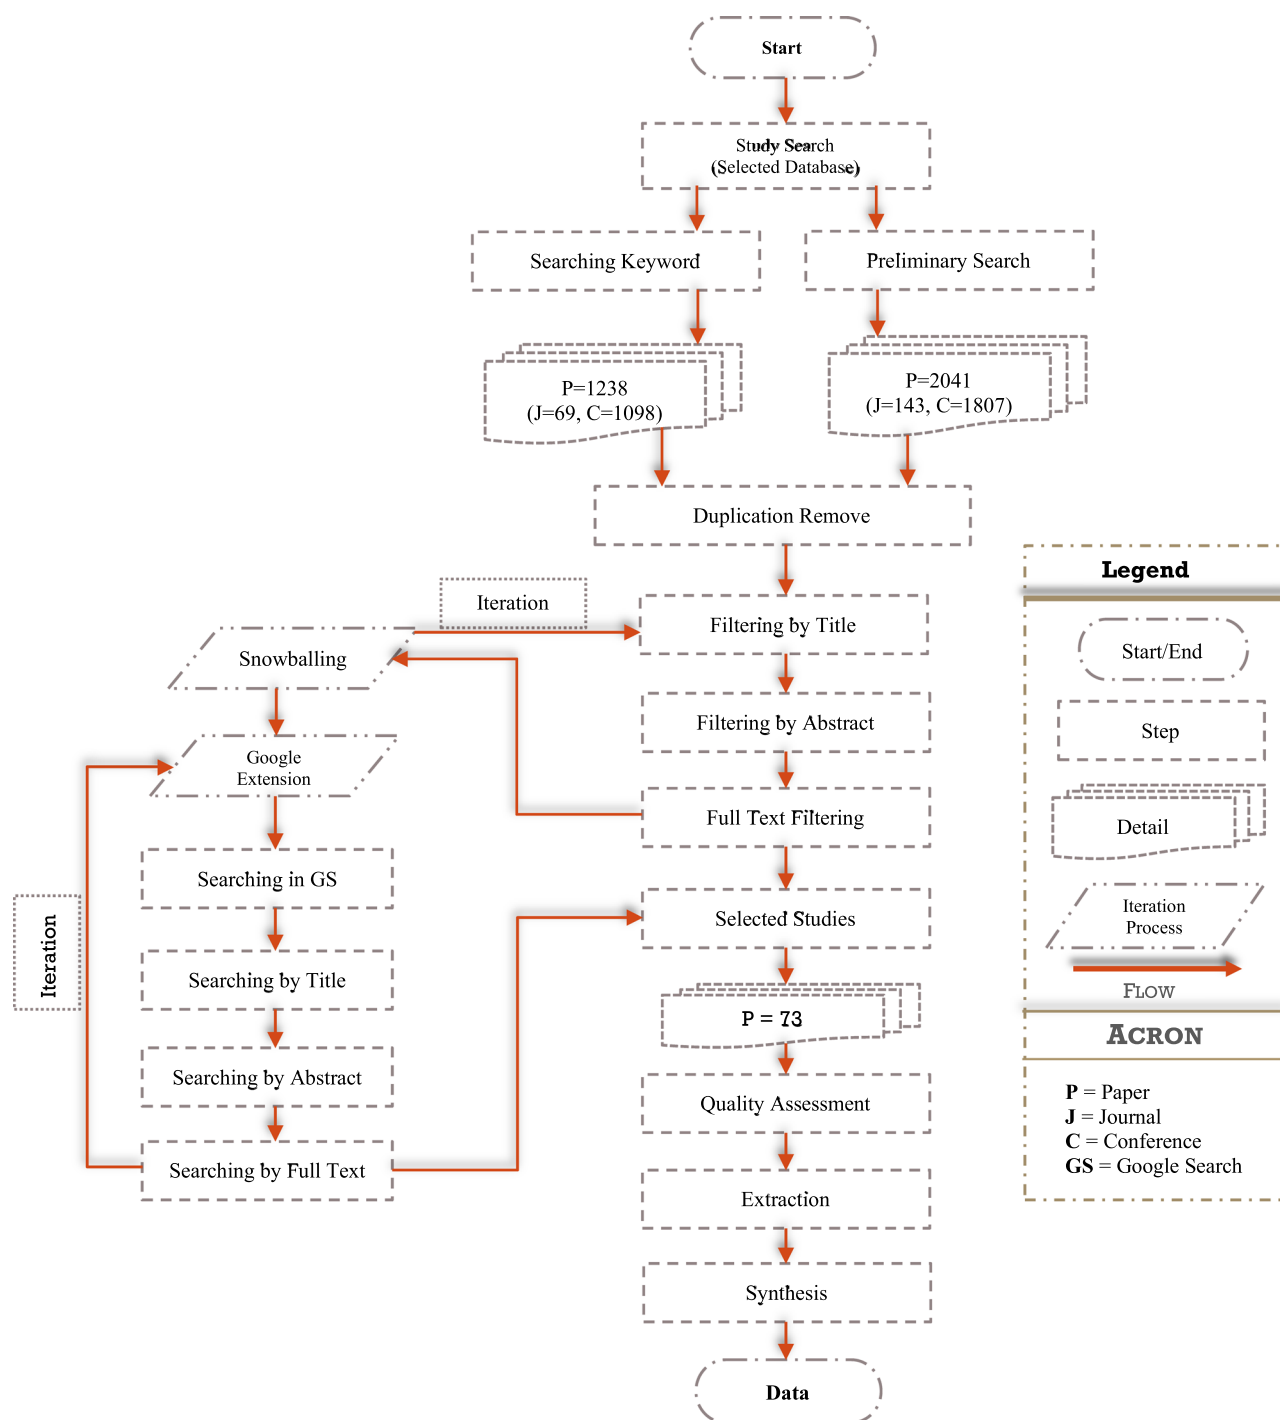 Start
Study Search
(Selected Database)
Searching Keyword
Preliminary Search
P=1238
(J=69, C=1098)
P=2041
(J=143, C=1807)
Duplication Remove
Iteration
Filtering by Title
Snowballing
Filtering by Abstract
Google
Extension
Full Text Filtering
Searching in GS
Selected Studies
Iteration
Searching by Title
P = 73
Searching by Abstract
Quality Assessment
Searching by Full Text
Extraction
Synthesis
Data
Legend
Start/End
Step
Detail
Iteration
Process
FLOW
ACRON
P = Paper
J = Journal
C = Conference
GS = Google Search